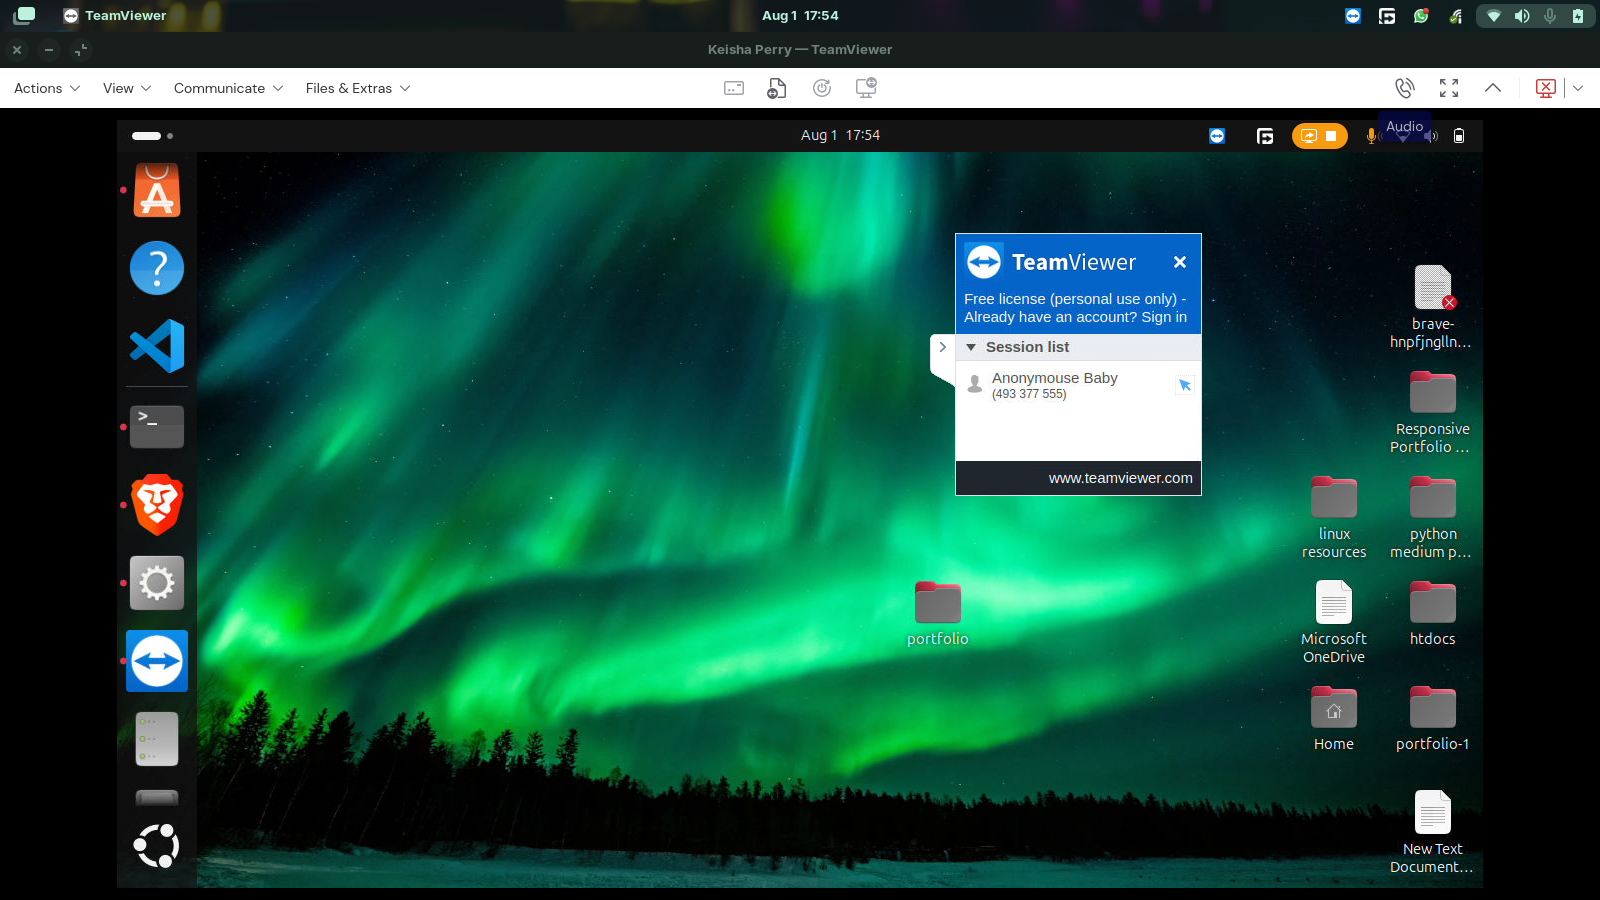 TeamViewer
Aug 1 17:54
Keisha Perry — TeamViewer
Actions
View
Communicate
Files & Extras
Audio
Aug 1 17:54
TeamViewer
Free license (personal use only) -
Already have an account? Sign in
Session list
Anonymouse Baby
(493 377 555)
www.teamviewer.com
brave-
hnpfjnglln...
Responsive
Portfolio ...
linux
resources
python
medium p...
portfolio
Microsoft
OneDrive
htdocs
Home
portfolio-1
New Text
Document...